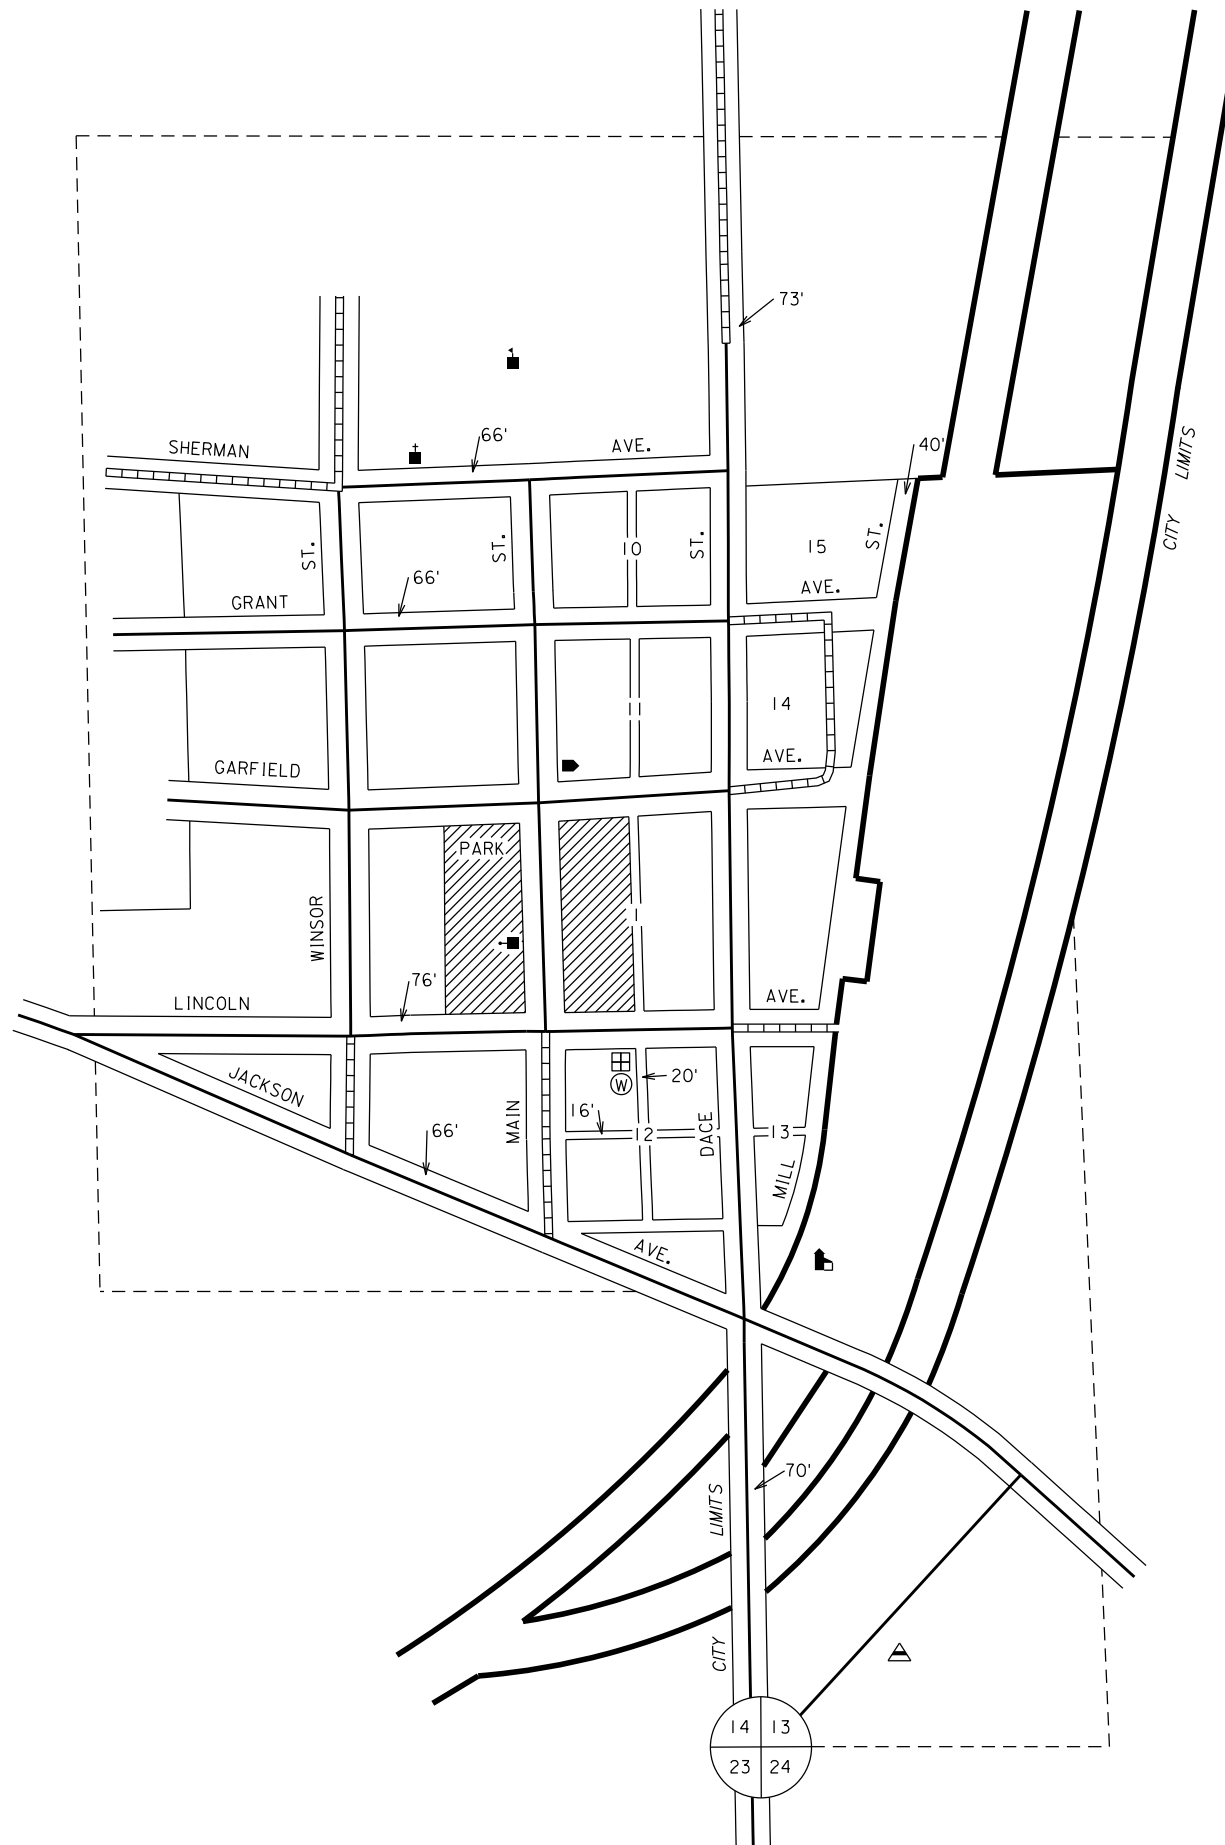 73'
SHERMAN
66'
AVE.
40'
CITY LIMITS
ST.
ST.
10
ST.
15
ST.
GRANT
66'
AVE.
11
14
GARFIELD
AVE.
PARK
WINSOR
1
76'
LINCOLN
AVE.
JACKSON
66'
MAIN
W
20'
16'
12
DACE
13
MILL
AVE.
70'
CITY LIMITS
14 13
23 24